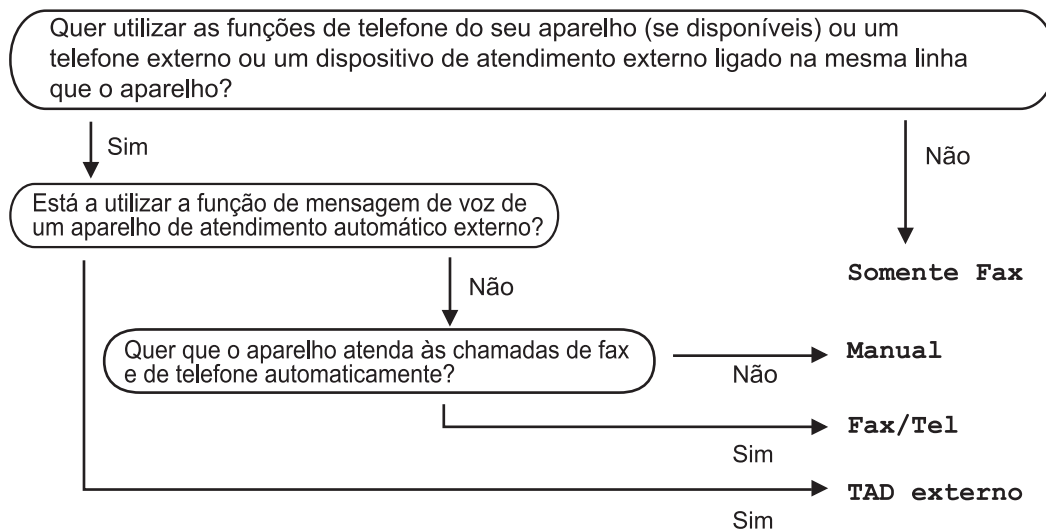 Quer utilizar as funções de telefone do seu aparelho (se disponíveis) ou um
telefone externo ou um dispositivo de atendimento externo ligado na mesma linha
que o aparelho?
Sim
Não
Está a utilizar a função de mensagem de voz de
um aparelho de atendimento automático externo?
Somente Fax
Não
Quer que o aparelho atenda às chamadas de fax
e de telefone automaticamente?
Manual
Não
Fax/Tel
Sim
TAD externo
Sim